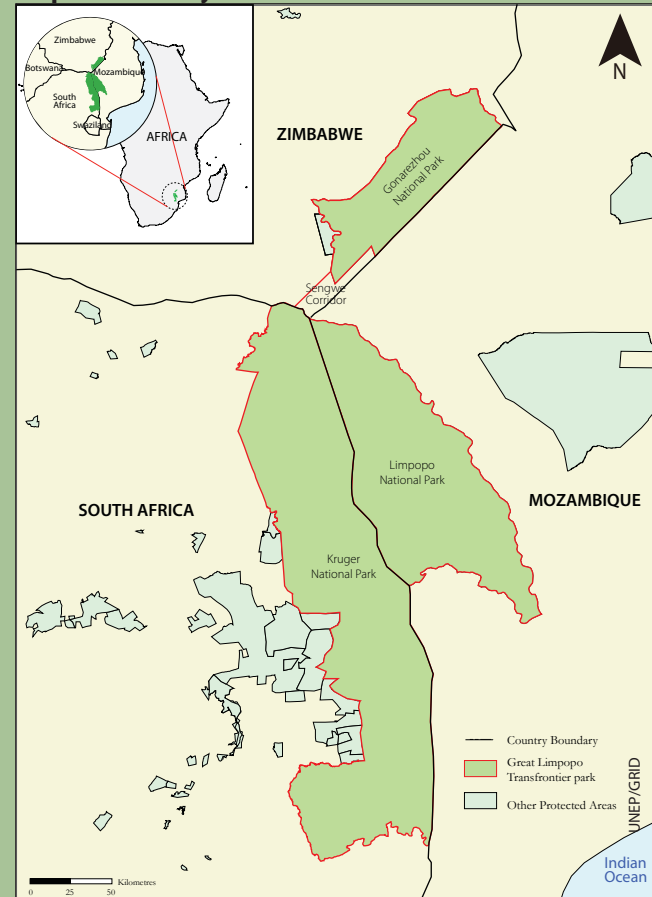 Zimbabwe
Botswana
Mozambique
South
Africa
Swaziland
AFRICA
N
ZIMBABWE
Gonarezhou
National Park
Sengwe
Corridor
Limpopo
National Park
SOUTH AFRICA
MOZAMBIQUE
Kruger
National Park
Country Boundary
Great Limpopo
Transfrontier park
Other Protected Areas
UNEP/GRID
Indian
Ocean
Kilometres
0 25 50